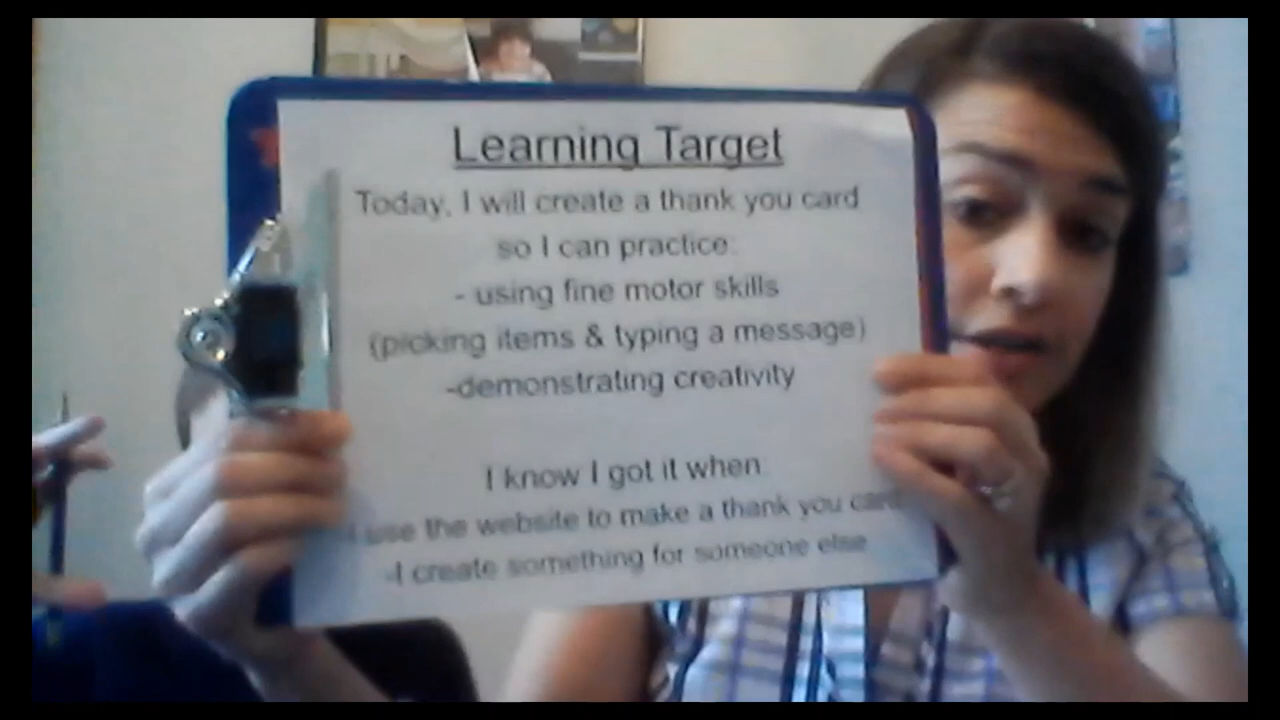 Learning Target
Today, I will create a thank you card
so I can practice:
- using fine motor skills
(picking items & typing a message)
-demonstrating creativity
I know I got it when:
-I use the website to make a thank you card
-I create something for someone else